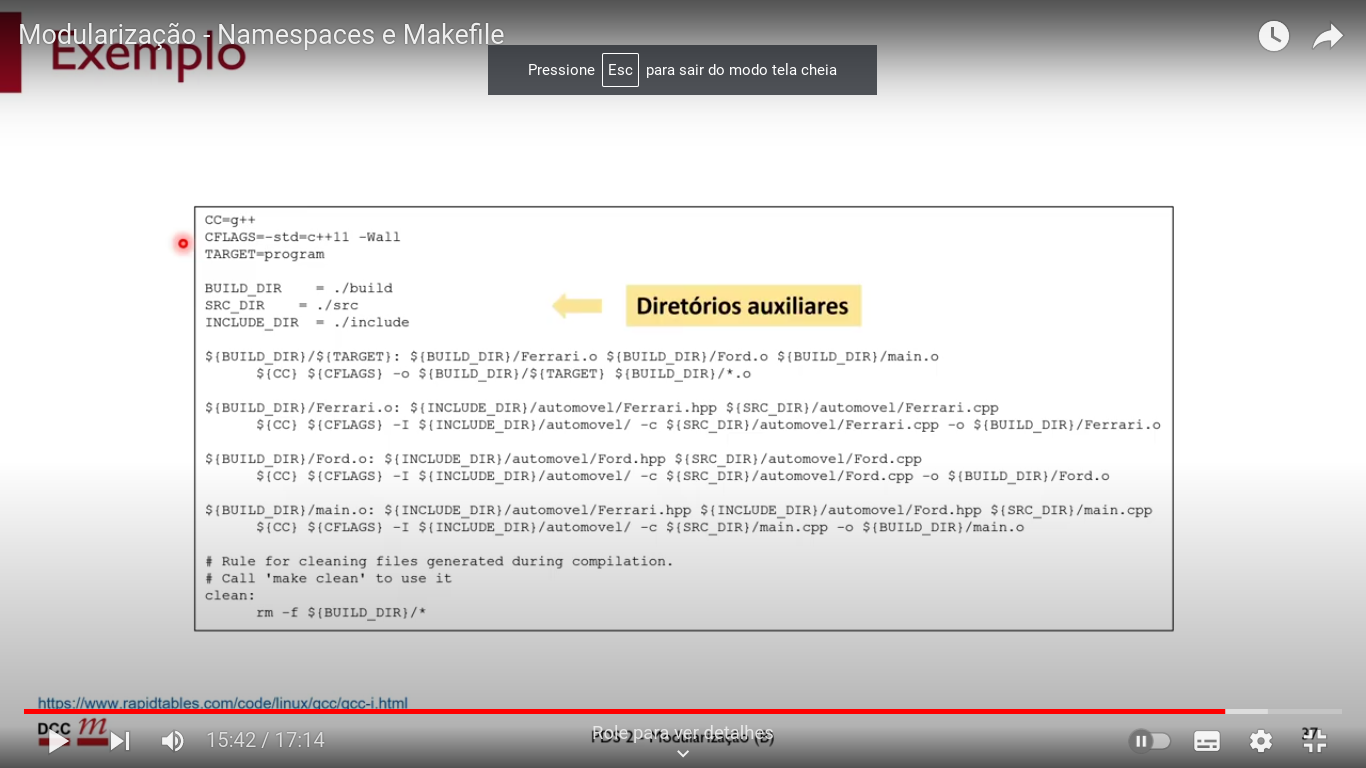 Modularização - Namespaces e Makefile
Exemplo
Pressione Esc para sair do modo tela cheia
CC=g++
CFLAGS=-std=c++11 -Wall
TARGET=program
BUILD_DIR    = ./build
SRC_DIR    = ./src
INCLUDE_DIR  = ./include
Diretórios auxiliares
${BUILD_DIR}/${TARGET}: ${BUILD_DIR}/Ferrari.o ${BUILD_DIR}/Ford.o ${BUILD_DIR}/main.o
${CC} ${CFLAGS} -o ${BUILD_DIR}/${TARGET} ${BUILD_DIR}/*.o
${BUILD_DIR}/Ferrari.o: ${INCLUDE_DIR}/automovel/Ferrari.hpp ${SRC_DIR}/automovel/Ferrari.cpp
${CC} ${CFLAGS} -I ${INCLUDE_DIR}/automovel/ -c ${SRC_DIR}/automovel/Ferrari.cpp -o ${BUILD_DIR}/Ferrari.o
${BUILD_DIR}/Ford.o: ${INCLUDE_DIR}/automovel/Ford.hpp ${SRC_DIR}/automovel/Ford.cpp
${CC} ${CFLAGS} -I ${INCLUDE_DIR}/automovel/ -c ${SRC_DIR}/automovel/Ford.cpp -o ${BUILD_DIR}/Ford.o
${BUILD_DIR}/main.o: ${INCLUDE_DIR}/automovel/Ferrari.hpp ${INCLUDE_DIR}/automovel/Ford.hpp ${SRC_DIR}/main.cpp
${CC} ${CFLAGS} -I ${INCLUDE_DIR}/automovel/ -c ${SRC_DIR}/main.cpp -o ${BUILD_DIR}/main.o
# Rule for cleaning files generated during compilation.
# Call 'make clean' to use it
clean:
rm -f ${BUILD_DIR}/*
https://www.rapidtables.com/code/linux/gcc/gcc-i.html
DCC m
15:42 / 17:14
Role para ver detalhes
PDS 2 - Modularização (2)